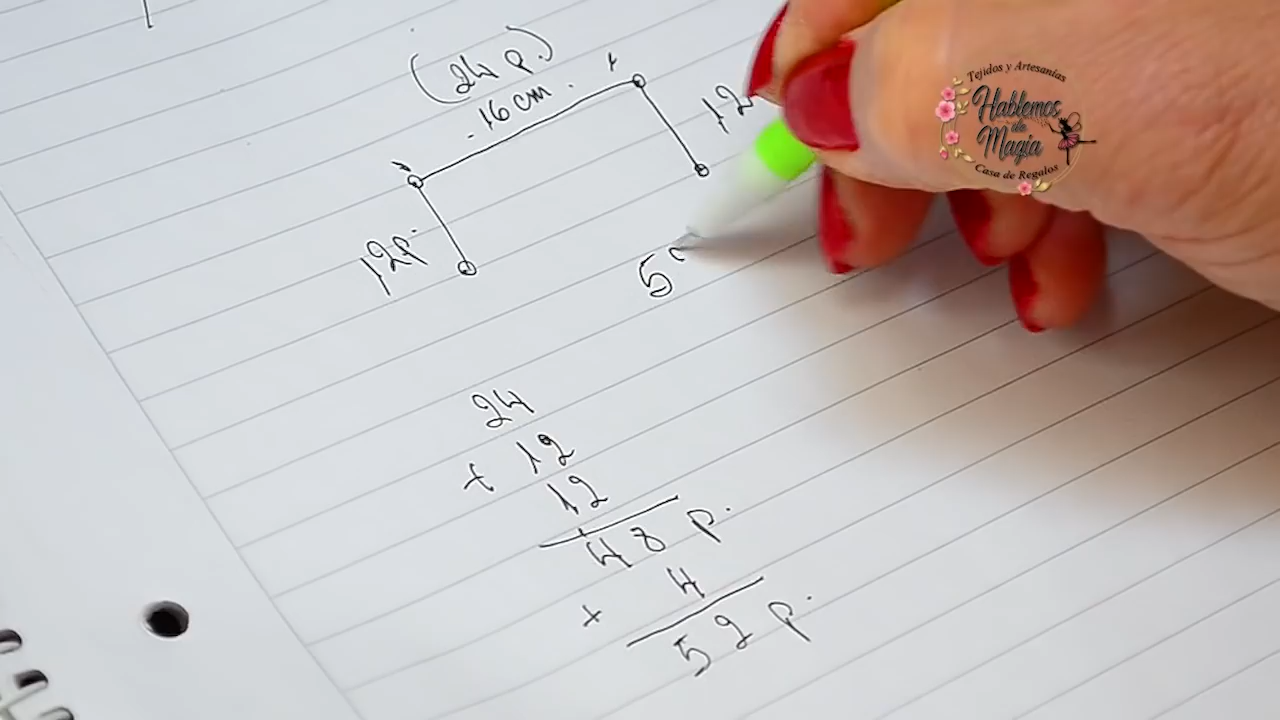 (24 p.)
16 cm.
12
12p.
5
24
+ 12
12
48 p.
+ 4
52 p.
Tejidos y Artesanías
Hablemos
de
Magia
Casa de Regalos